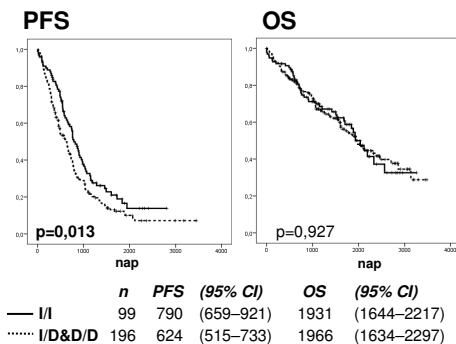 PFS
OS
1,0
0,8
0,6
0,4
0,2
0,0
p=0,013
0 1000 2000 3000 4000
nap
1,0
0,8
0,6
0,4
0,2
0,0
p=0,927
0 1000 2000 3000 4000
nap
n PFS (95% CI) OS (95% CI)
I/I 99 790 (659–921) 1931 (1644–2217)
I/D&D/D 196 624 (515–733) 1966 (1634–2297)